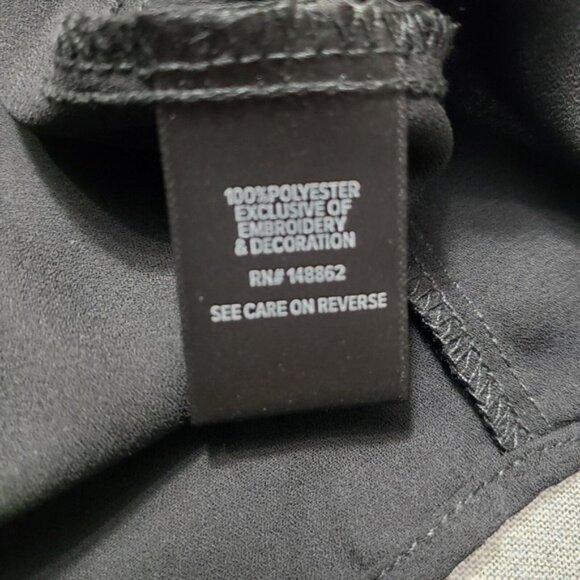 100%POLYESTER
EXCLUSIVE OF
EMBROIDERY
& DECORATION
RN# 148862
SEE CARE ON REVERSE